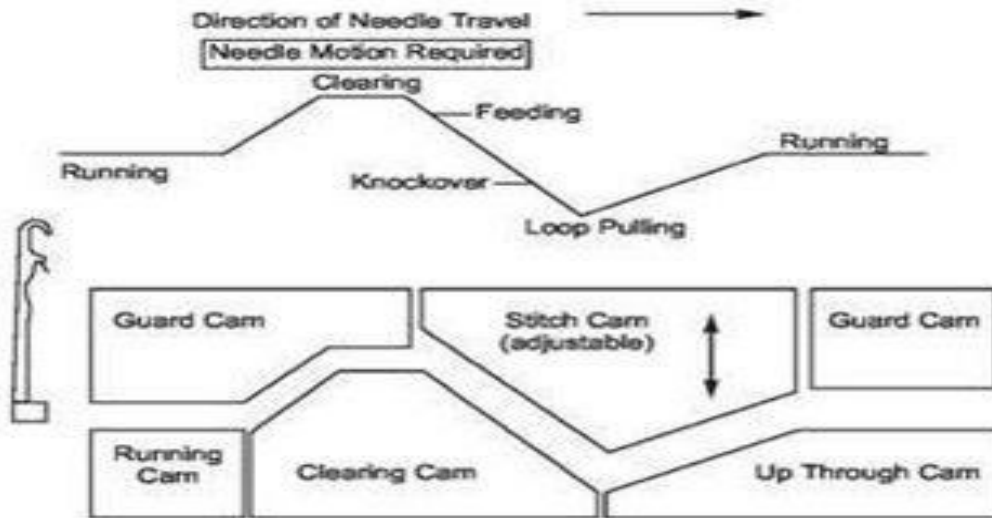 Direction of Needle Travel
Needle Motion Required
Clearing
Feeding
Running
Running
Knockover
Loop Pulling
Guard Cam
Stitch Cam
(adjustable)
Guard Cam
Running
Cam
Clearing Cam
Up Through Cam